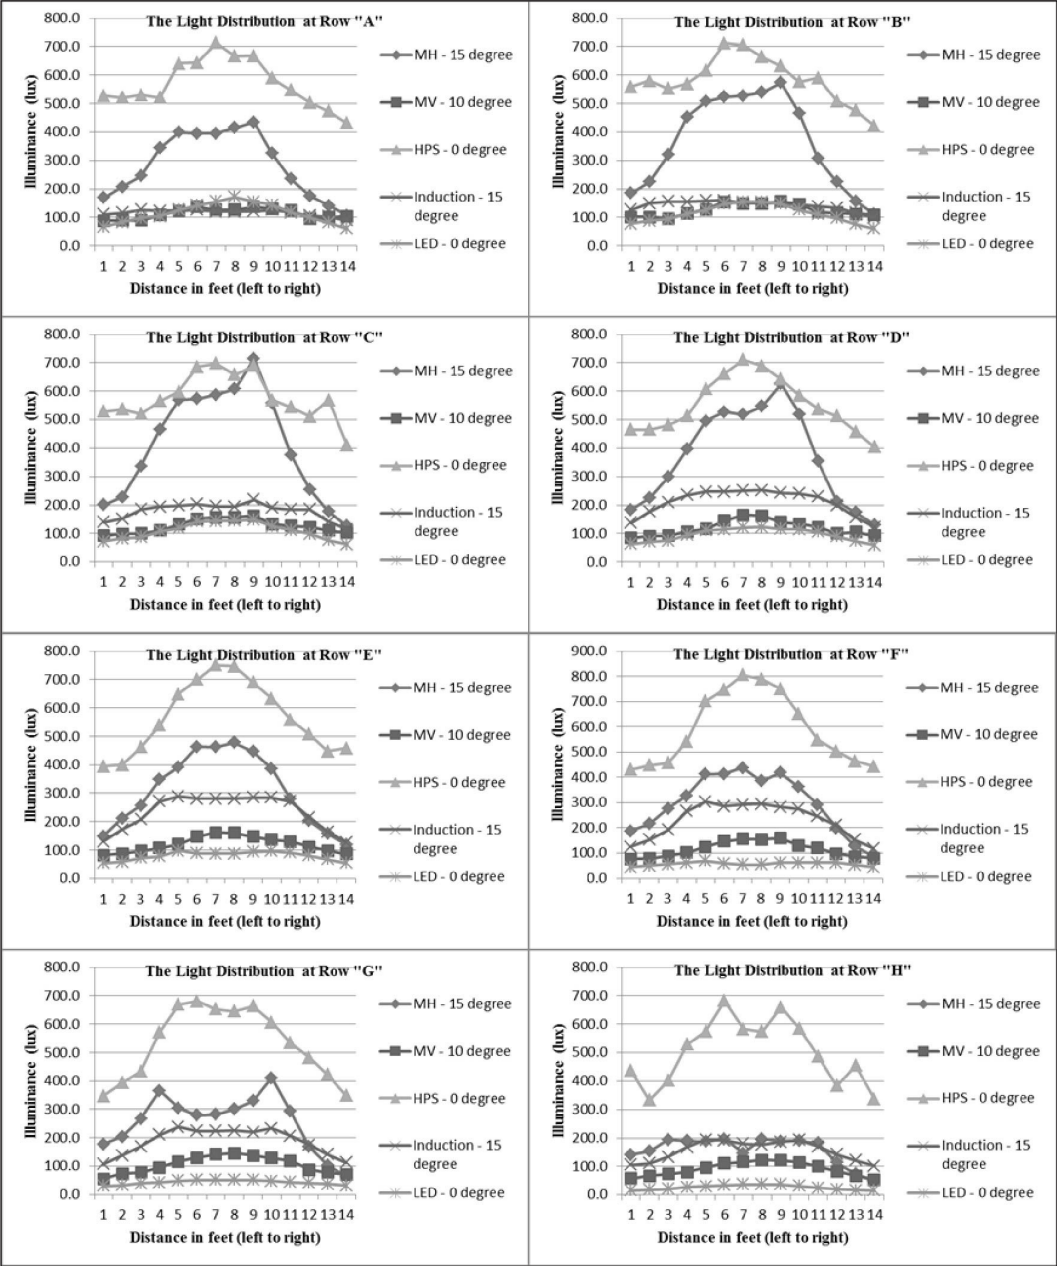 The Light Distribution at Row "A"
800.0
700.0
600.0
500.0
400.0
300.0
200.0
100.0
0.0
Illuminance (lux)
1 2 3 4 5 6 7 8 9 10 11 12 13 14
Distance in feet (left to right)
MH - 15 degree
MV - 10 degree
HPS - 0 degree
Induction - 15
degree
LED - 0 degree
The Light Distribution at Row "B"
800.0
700.0
600.0
500.0
400.0
300.0
200.0
100.0
0.0
Illuminance (lux)
1 2 3 4 5 6 7 8 9 10 11 12 13 14
Distance in feet (left to right)
MH - 15 degree
MV - 10 degree
HPS - 0 degree
Induction - 15
degree
LED - 0 degree
The Light Distribution at Row "C"
800.0
700.0
600.0
500.0
400.0
300.0
200.0
100.0
0.0
Illuminance (lux)
1 2 3 4 5 6 7 8 9 10 11 12 13 14
Distance in feet (left to right)
MH - 15 degree
MV - 10 degree
HPS - 0 degree
Induction - 15
degree
LED - 0 degree
The Light Distribution at Row "D"
800.0
700.0
600.0
500.0
400.0
300.0
200.0
100.0
0.0
Illuminanec (lux)
1 2 3 4 5 6 7 8 9 10 11 12 13 14
Distance in feet (left to right)
MH - 15 degree
MV - 10 degree
HPS - 0 degree
Induction - 15
degree
LED - 0 degree
The Light Distribution at Row "E"
800.0
700.0
600.0
500.0
400.0
300.0
200.0
100.0
0.0
Illuminance (lux)
1 2 3 4 5 6 7 8 9 10 11 12 13 14
Distance in feet (left to right)
MH - 15 degree
MV - 10 degree
HPS - 0 degree
Induction - 15
degree
LED - 0 degree
The Light Distribution at Row "F"
900.0
800.0
700.0
600.0
500.0
400.0
300.0
200.0
100.0
0.0
Illuminance (lux)
1 2 3 4 5 6 7 8 9 10 11 12 13 14
Distance in feet (left to right)
MH - 15 degree
MV - 10 degree
HPS - 0 degree
Induction - 15
degree
LED - 0 degree
The Light Distribution at Row "G"
800.0
700.0
600.0
500.0
400.0
300.0
200.0
100.0
0.0
Illuminance (lux)
1 2 3 4 5 6 7 8 9 10 11 12 13 14
Distance in feet (left to right)
MH - 15 degree
MV - 10 degree
HPS - 0 degree
Induction - 15
degree
LED - 0 degree
The Light Distribution at Row "H"
800.0
700.0
600.0
500.0
400.0
300.0
200.0
100.0
0.0
Illuminance (lux)
1 2 3 4 5 6 7 8 9 10 11 12 13 14
Distance in feet (left to right)
MH - 15 degree
MV - 10 degree
HPS - 0 degree
Induction - 15
degree
LED - 0 degree